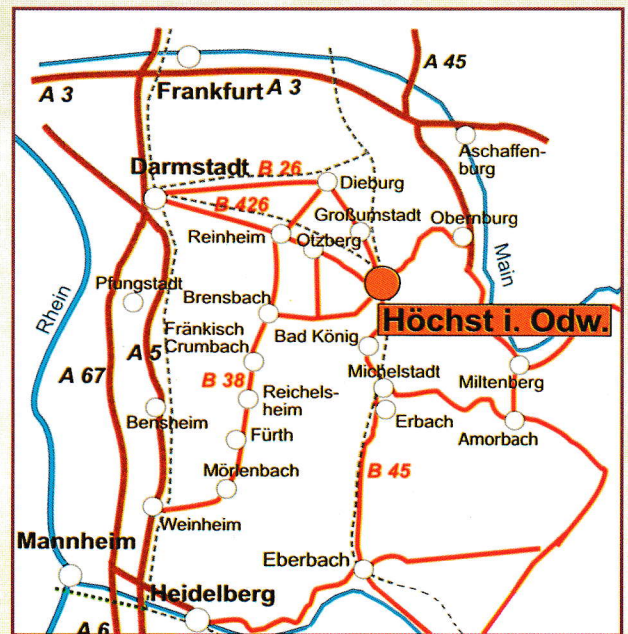 A 45
A 3
Frankfurt
A 3
Aschaffen-
burg
Darmstadt
B 26
Dieburg
B 426
Großumstadt
Obernburg
Reinheim
Otzberg
Main
Rhein
Pfungstadt
Brensbach
Höchst i. Odw.
Fränkisch
Crumbach
Bad König
A 5
A 67
Michelstadt
Miltenberg
B 38
Reichels-
heim
Bensheim
Erbach
Amorbach
Fürth
Mörlenbach
B 45
Weinheim
Mannheim
Eberbach
Heidelberg
A 6